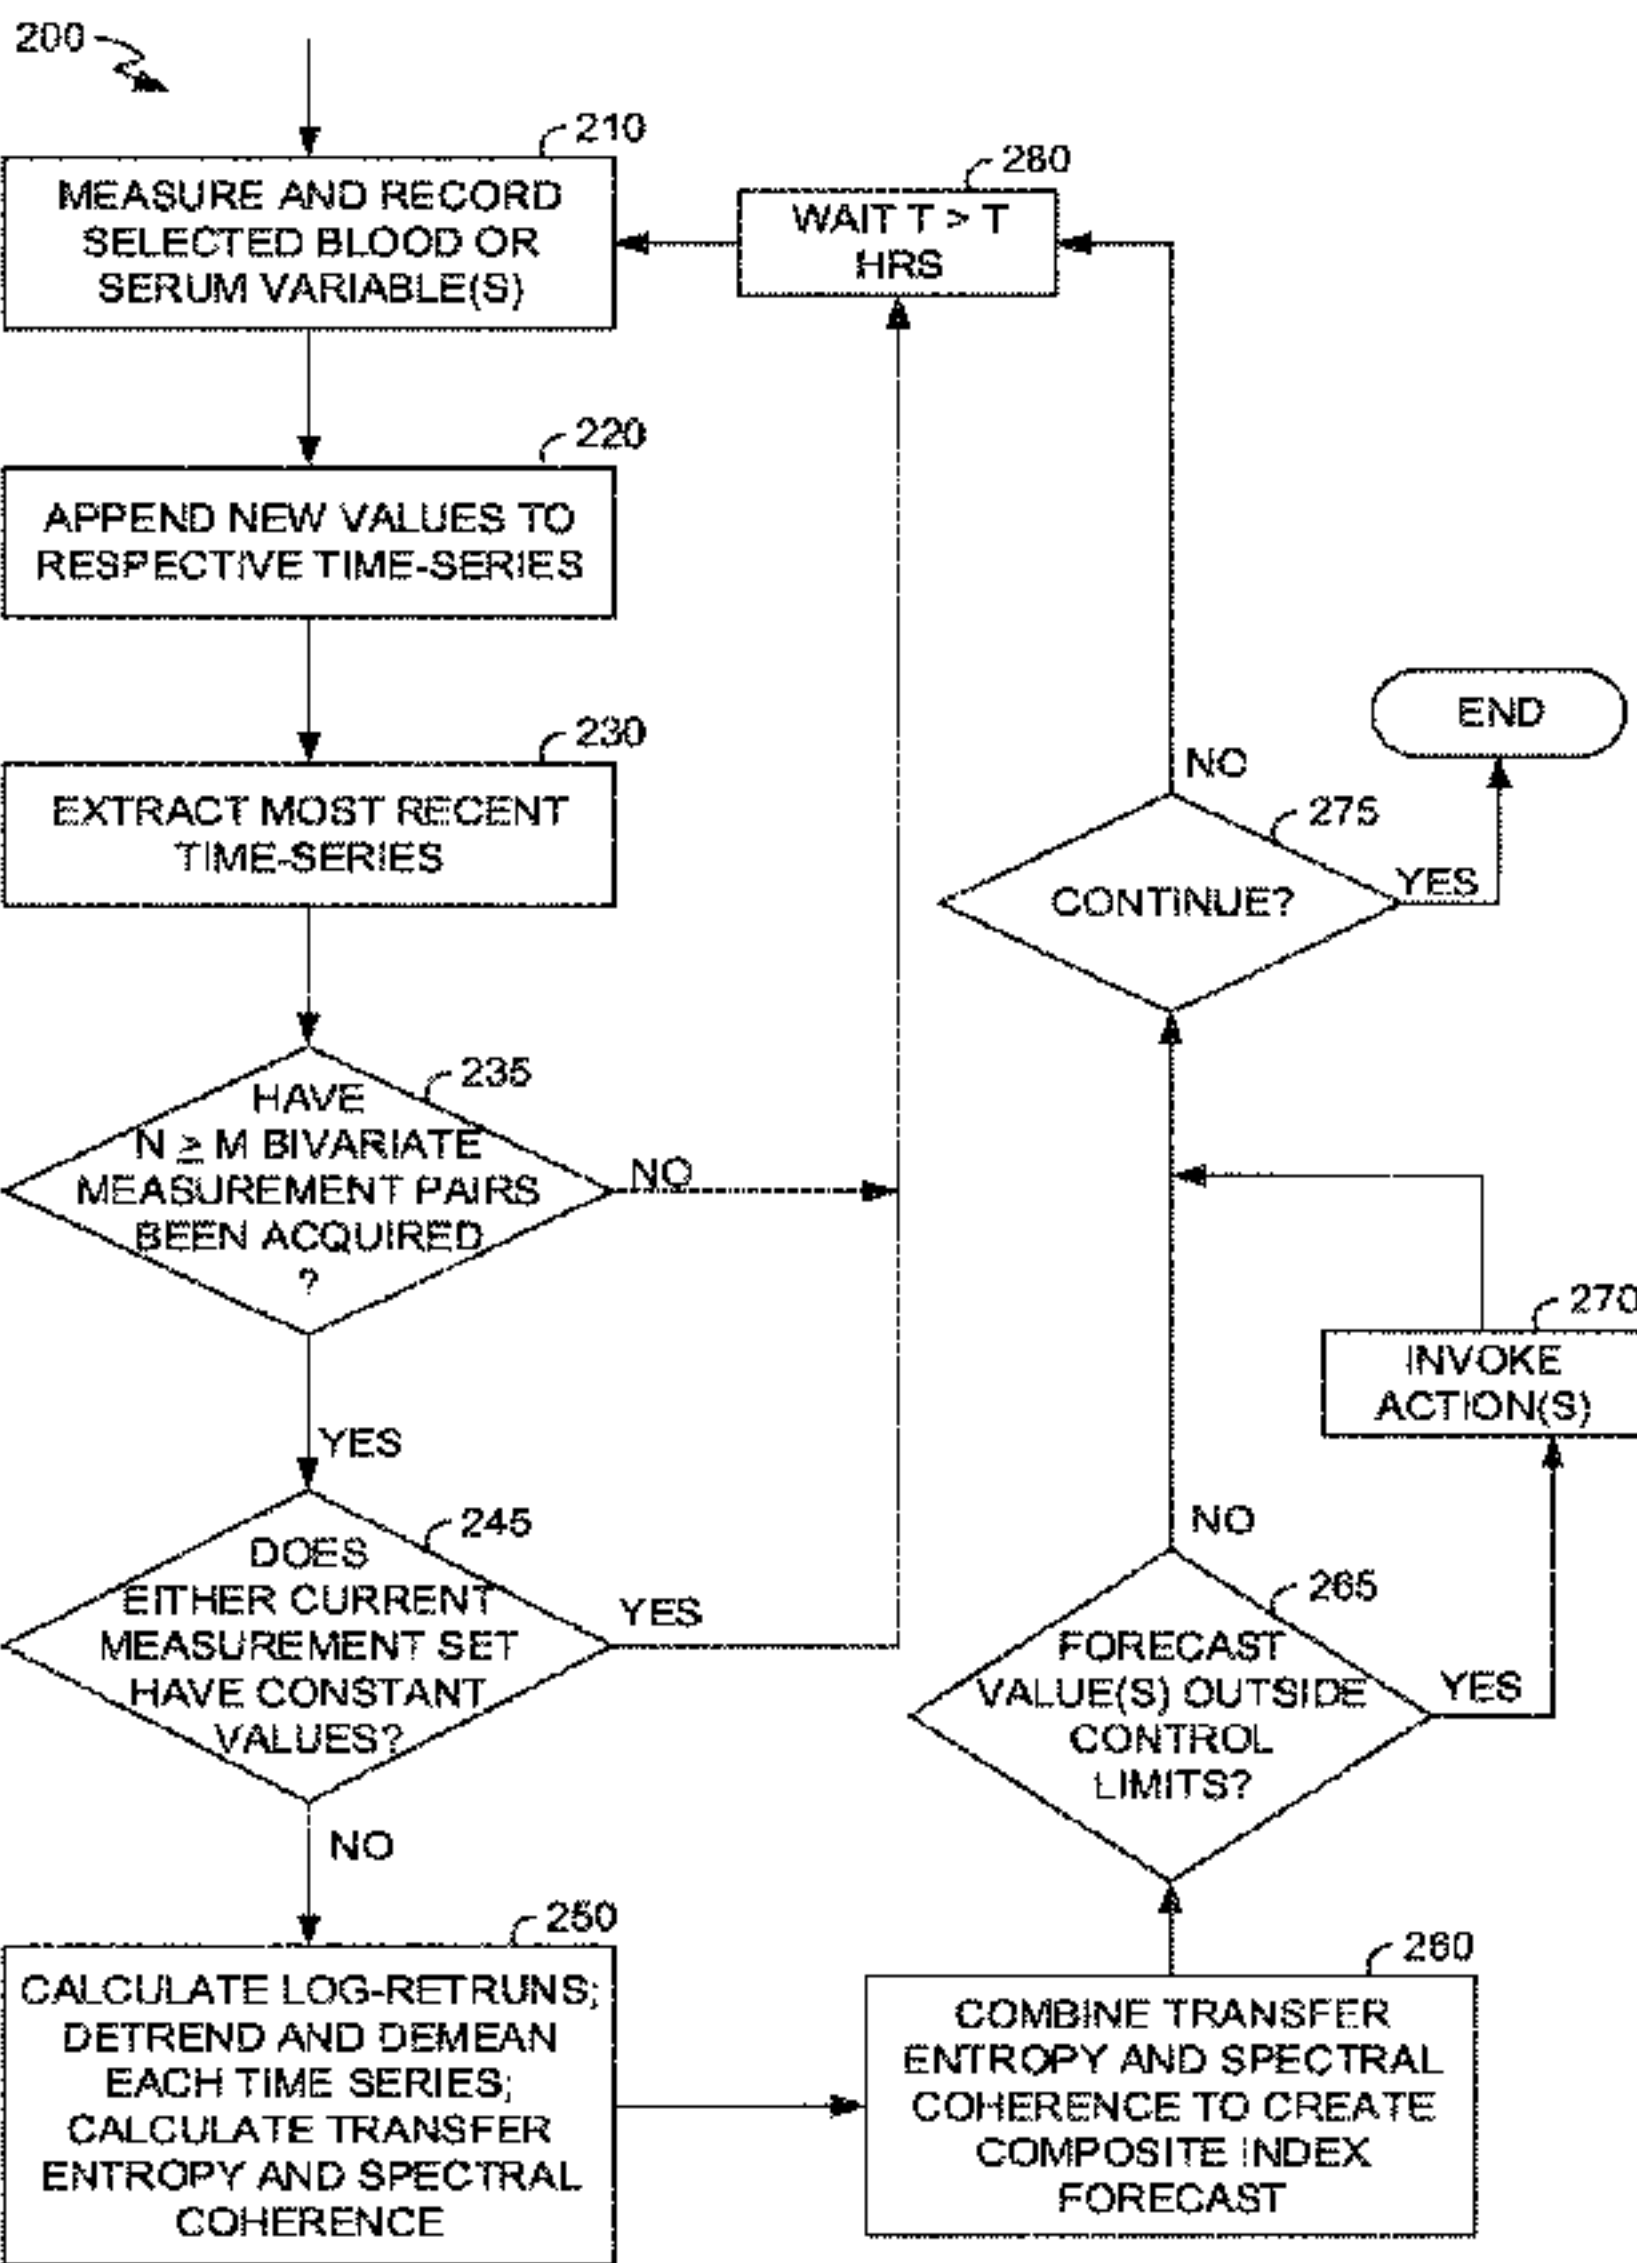 200
210
MEASURE AND RECORD
SELECTED BLOOD OR
SERUM VARIABLE(S)
280
WAIT T > T
HRS
220
APPEND NEW VALUES TO
RESPECTIVE TIME-SERIES
230
EXTRACT MOST RECENT
TIME-SERIES
END
NO
275
CONTINUE?
YES
235
HAVE
N ≥ M BIVARIATE
MEASUREMENT PAIRS
BEEN ACQUIRED
?
NO
YES
270
INVOKE
ACTION(S)
245
DOES
EITHER CURRENT
MEASUREMENT SET
HAVE CONSTANT
VALUES?
YES
NO
NO
265
FORECAST
VALUE(S) OUTSIDE
CONTROL
LIMITS?
YES
250
CALCULATE LOG-RETRUNS;
DETREND AND DEMEAN
EACH TIME SERIES;
CALCULATE TRANSFER
ENTROPY AND SPECTRAL
COHERENCE
260
COMBINE TRANSFER
ENTROPY AND SPECTRAL
COHERENCE TO CREATE
COMPOSITE INDEX
FORECAST